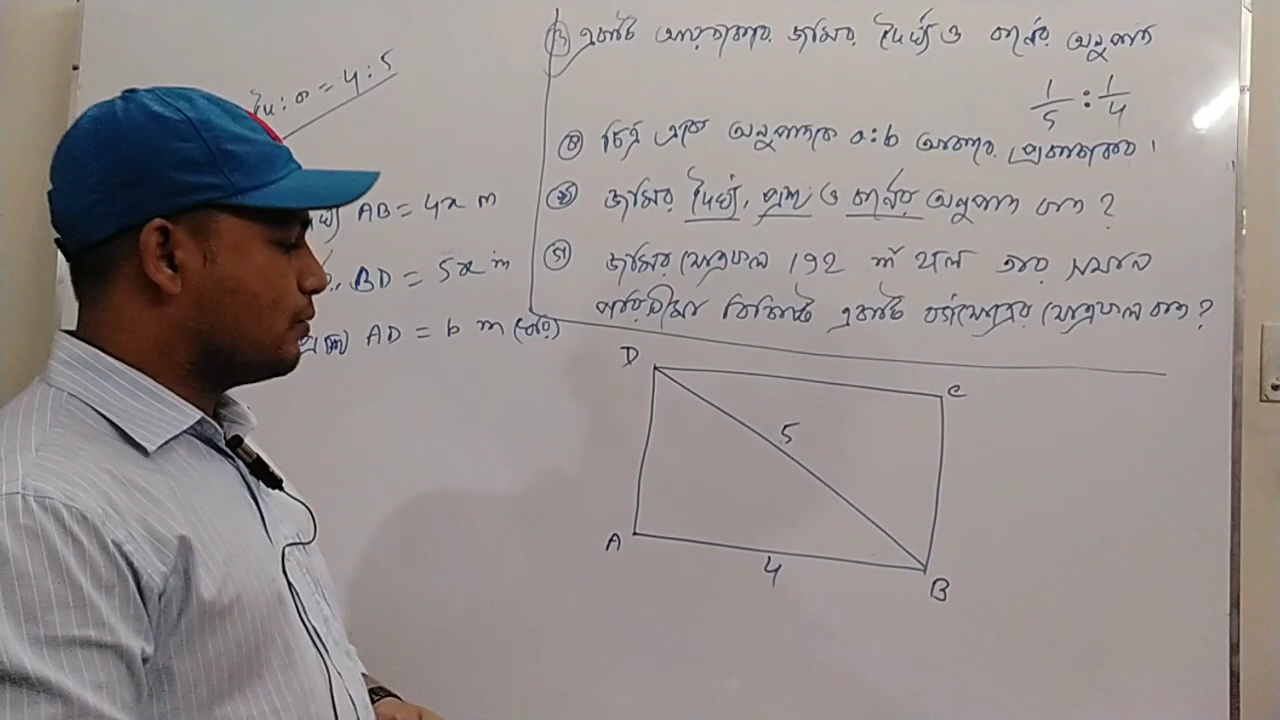 ১) একটি আয়তাকার জমির দৈর্ঘ্য ও কর্ণের অনুপাত
1/5 : 1/4
ক) চিত্র এঁকে অনুপাতকে a:b আকারে প্রকাশ কর।
খ) জমির দৈর্ঘ্য, প্রস্থ ও কর্ণের অনুপাত কত?
গ) জমির ক্ষেত্রফল 192 মি হলে তার সমান
পরিসীমা বিশিষ্ট একটি বর্গক্ষেত্রের ক্ষেত্রফল কত?
= 4:5
AB = 4x m
BD = 5x m
প্রস্থ AD = b m (ধরি)
D
C
5
A
4
B